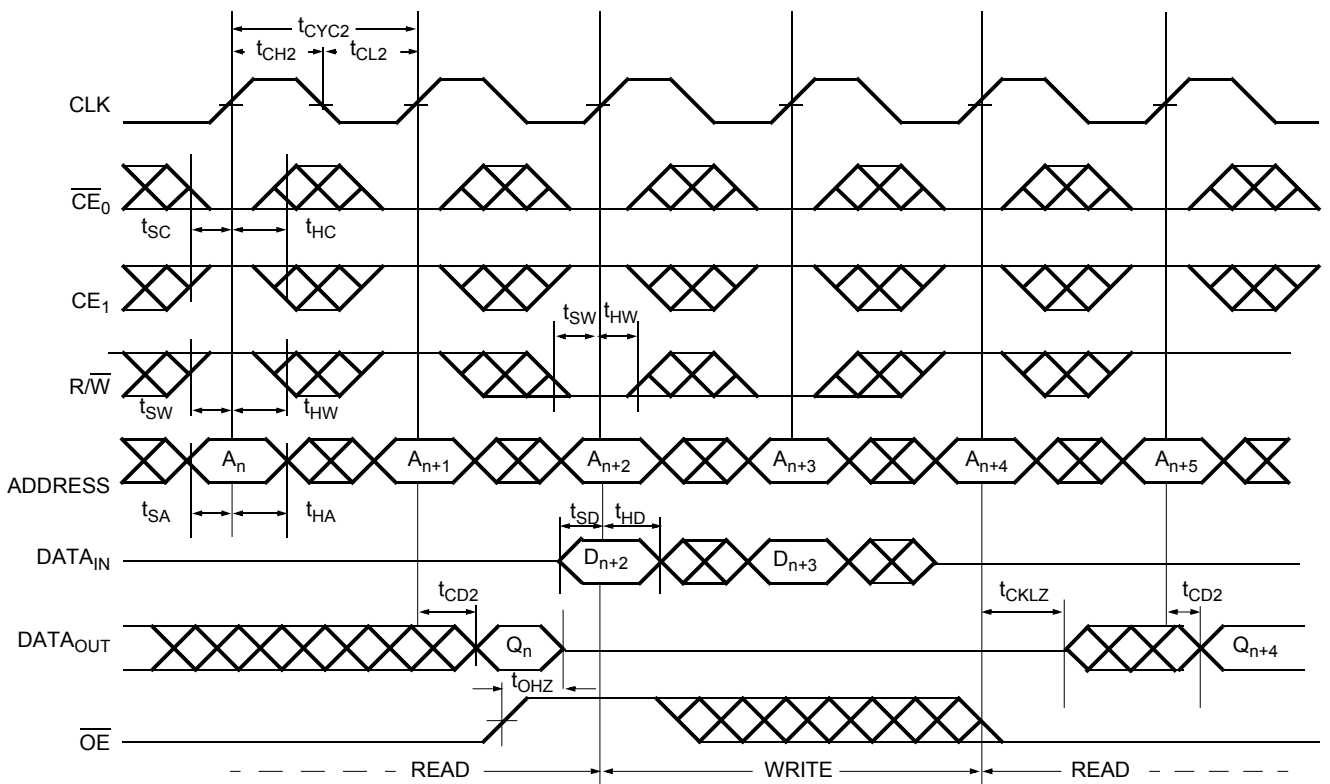 tCYC2
tCH2 tCL2
CLK
CE0
tSC tHC
CE1
tSW tHW
R/W
tSW tHW
An An+1 An+2 An+3 An+4 An+5
ADDRESS
tSA tHA
tSD tHD
DATAIN Dn+2 Dn+3
tCD2 tCKLZ tCD2
DATAOUT Qn Qn+4
tOHZ
OE
READ WRITE READ